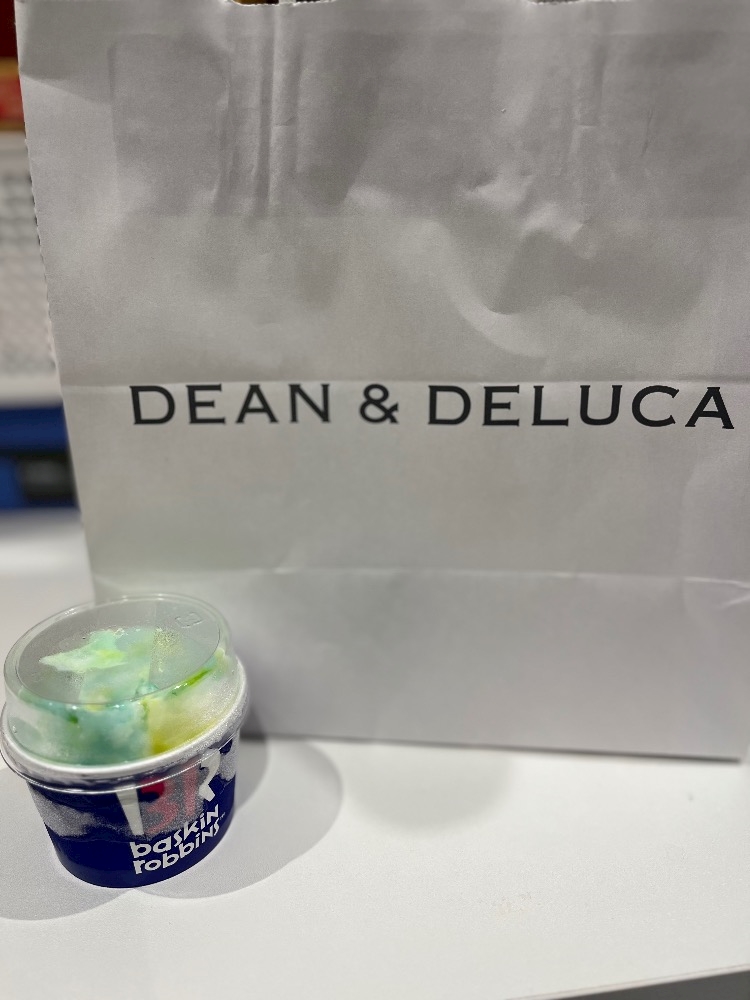 DEAN & DELUCA
BR
baskin
robbins